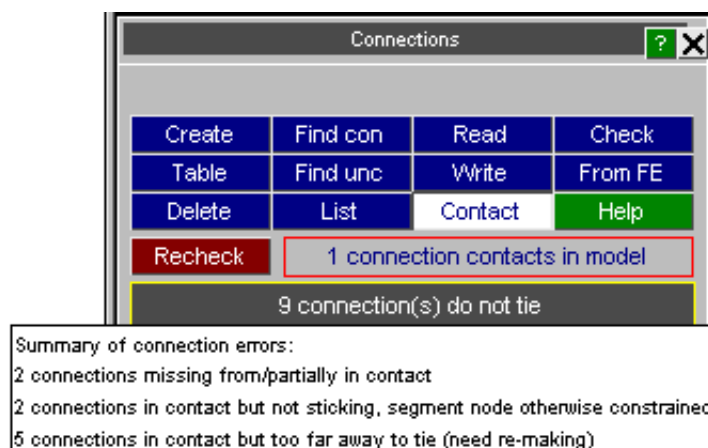 Connections
?
X
Create Find con Read Check
Table Find unc Write From FE
Delete List Contact Help
Recheck 1 connection contacts in model
9 connection(s) do not tie
Summary of connection errors:
2 connections missing from/partially in contact
2 connections in contact but not sticking, segment node otherwise constrained
5 connections in contact but too far away to tie (need re-making)